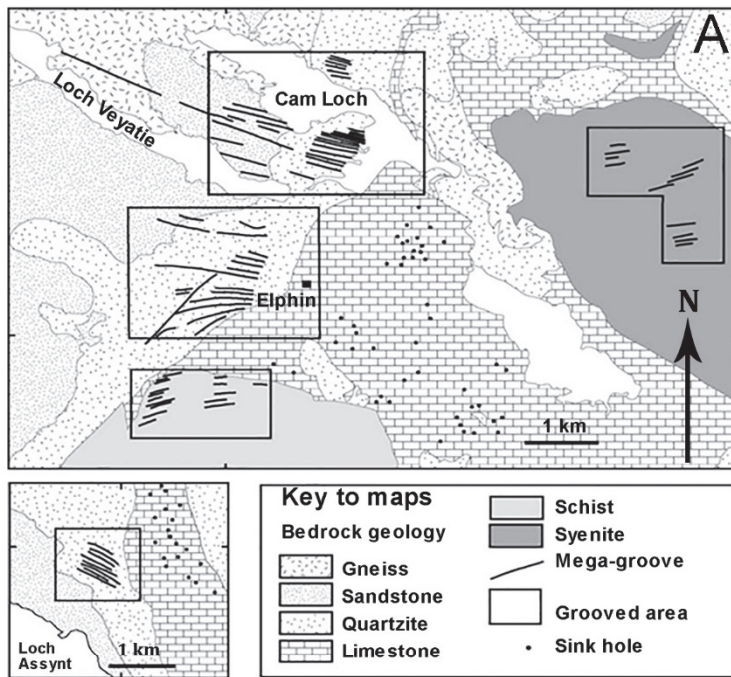 A
Cam Loch
Loch Veyatie
Elphin
N
1 km
Loch
Assynt
1 km
Key to maps
Bedrock geology
Gneiss
Sandstone
Quartzite
Limestone
Schist
Syenite
Mega-groove
Grooved area
Sink hole